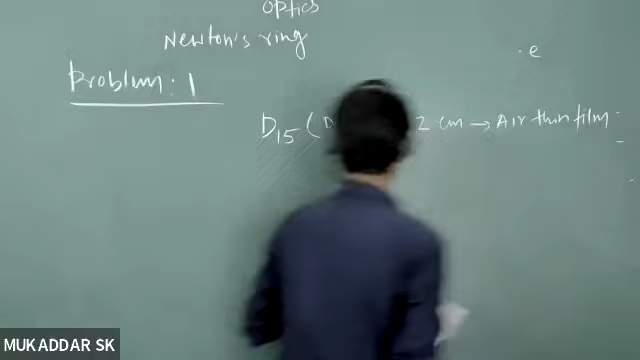 optics
Newton's ring
. e
Problem: 1
D15 ( D 2 cm → Air thin film
MUKADDAR SK